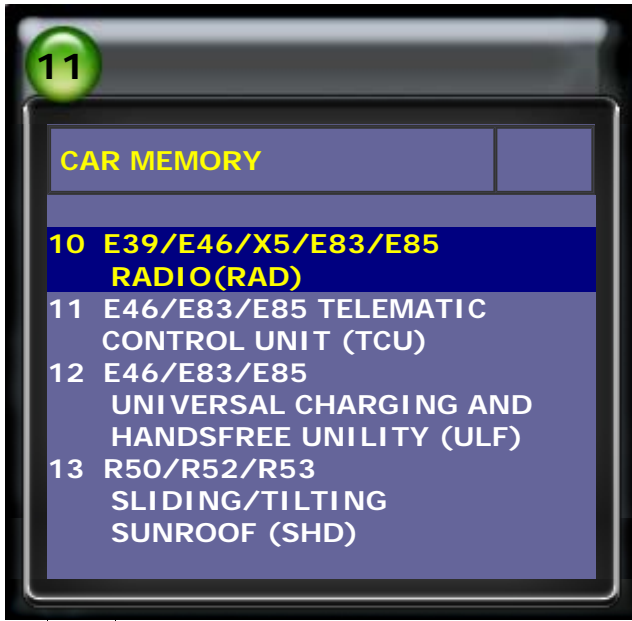 11
CAR MEMORY
10 E39/E46/X5/E83/E85
RADIO(RAD)
11 E46/E83/E85 TELEMATIC
CONTROL UNIT (TCU)
12 E46/E83/E85
UNIVERSAL CHARGING AND
HANDSFREE UNILITY (ULF)
13 R50/R52/R53
SLIDING/TILTING
SUNROOF (SHD)